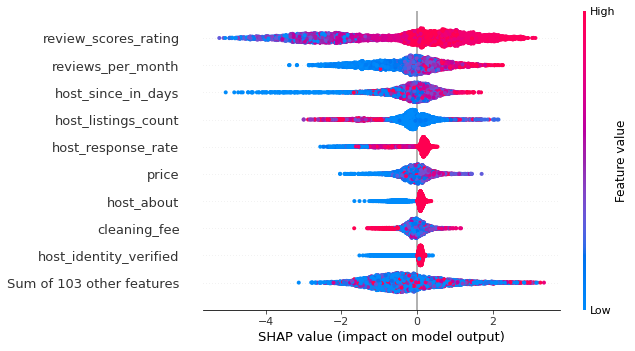 High
review_scores_rating
reviews_per_month
host_since_in_days
host_listings_count
host_response_rate
price
host_about
cleaning_fee
host_identity_verified
Sum of 103 other features
Feature value
Low
−4 −2 0 2
SHAP value (impact on model output)